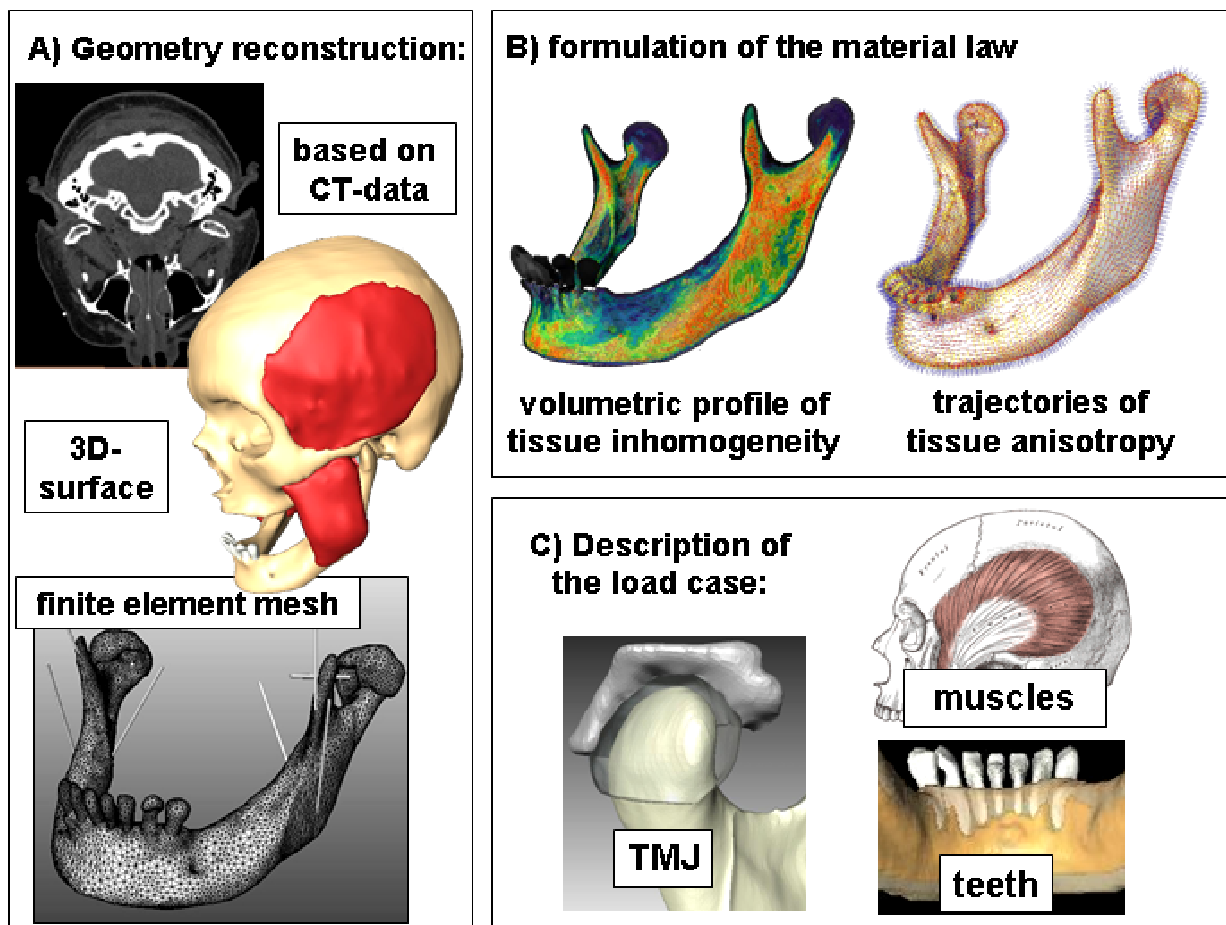 A) Geometry reconstruction:
based on
CT-data
3D-
surface
finite element mesh
B) formulation of the material law
volumetric profile of
tissue inhomogeneity
trajectories of
tissue anisotropy
C) Description of
the load case:
TMJ
muscles
teeth